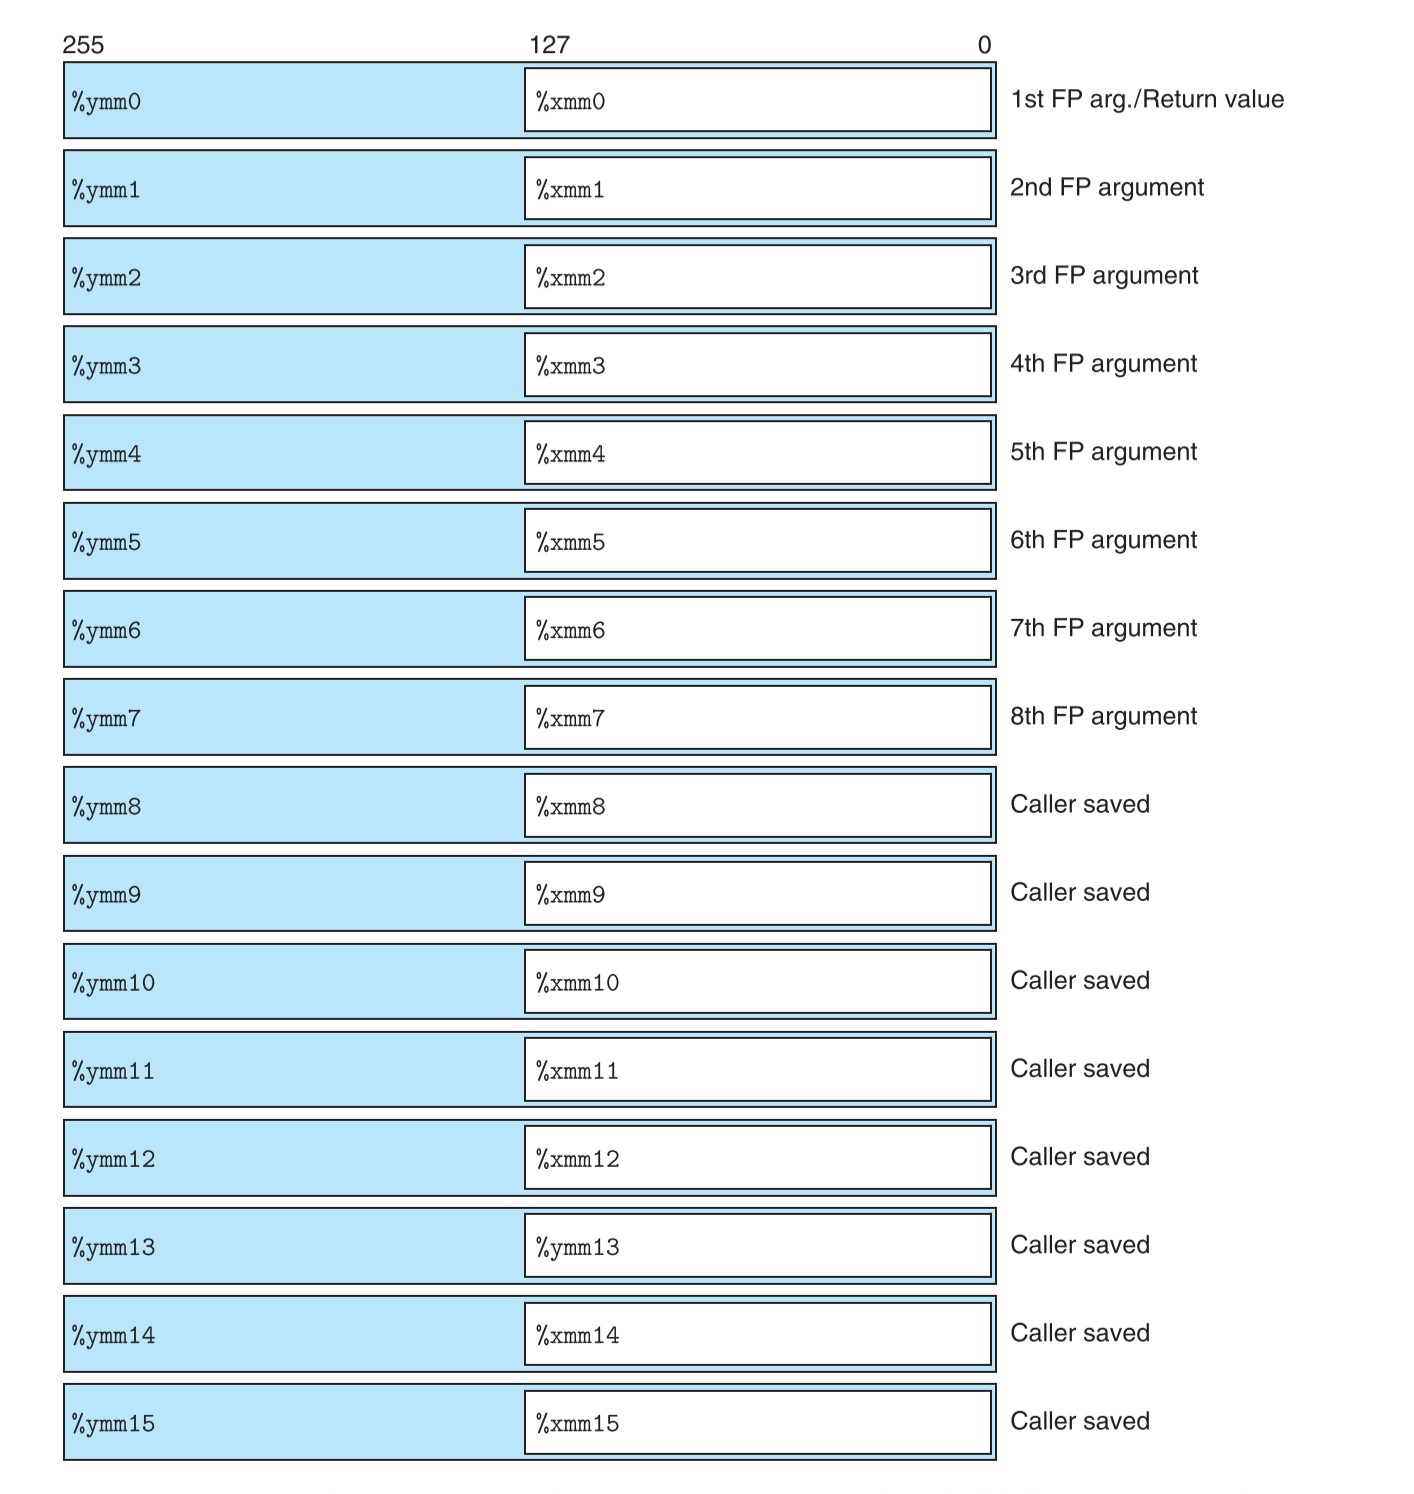 255 127 0
%ymm0 %xmm0 1st FP arg./Return value
%ymm1 %xmm1 2nd FP argument
%ymm2 %xmm2 3rd FP argument
%ymm3 %xmm3 4th FP argument
%ymm4 %xmm4 5th FP argument
%ymm5 %xmm5 6th FP argument
%ymm6 %xmm6 7th FP argument
%ymm7 %xmm7 8th FP argument
%ymm8 %xmm8 Caller saved
%ymm9 %xmm9 Caller saved
%ymm10 %xmm10 Caller saved
%ymm11 %xmm11 Caller saved
%ymm12 %xmm12 Caller saved
%ymm13 %ymm13 Caller saved
%ymm14 %xmm14 Caller saved
%ymm15 %xmm15 Caller saved